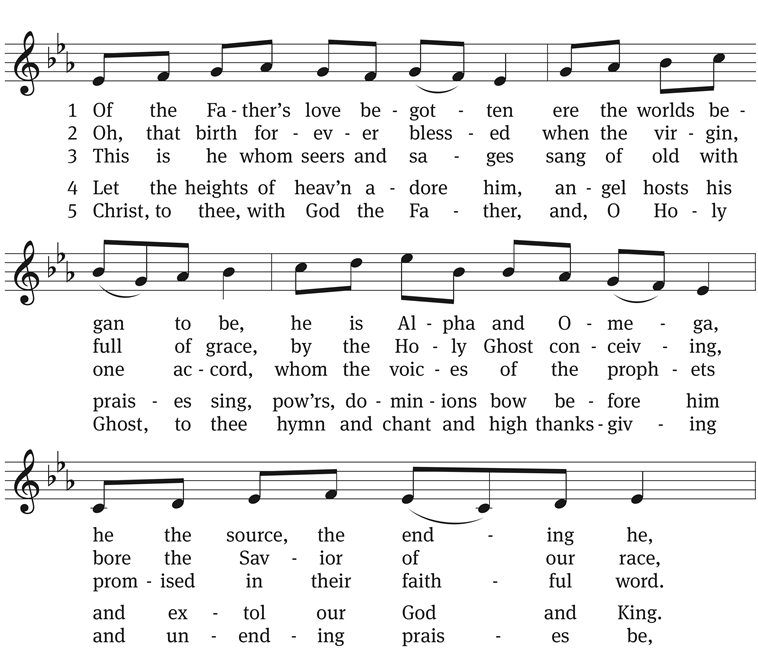 1 Of the Fa - ther's love be - got - ten ere the worlds be -
2 Oh, that birth for - ev - er bless - ed when the vir - gin,
3 This is he whom seers and sa - ges sang of old with
4 Let the heights of heav'n a - dore him, an - gel hosts his
5 Christ, to thee, with God the Fa - ther, and, O Ho - ly
gan to be, he is Al - pha and O - me - ga,
full of grace, by the Ho - ly Ghost con - ceiv - ing,
one ac - cord, whom the voic - es of the proph - ets
prais - es sing, pow'rs, do - min - ions bow be - fore him
Ghost, to thee hymn and chant and high thanks - giv - ing
he the source, the end - ing he,
bore the Sav - ior of our race,
prom - ised in their faith - ful word.
and ex - tol our God and King.
and un - end - ing prais - es be,